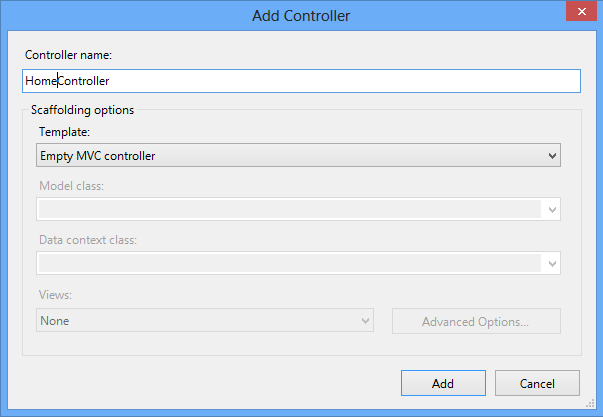 Add Controller
Controller name:
HomeController
Scaffolding options
Template:
Empty MVC controller
Model class:
Data context class:
Views:
None
Advanced Options...
Add
Cancel